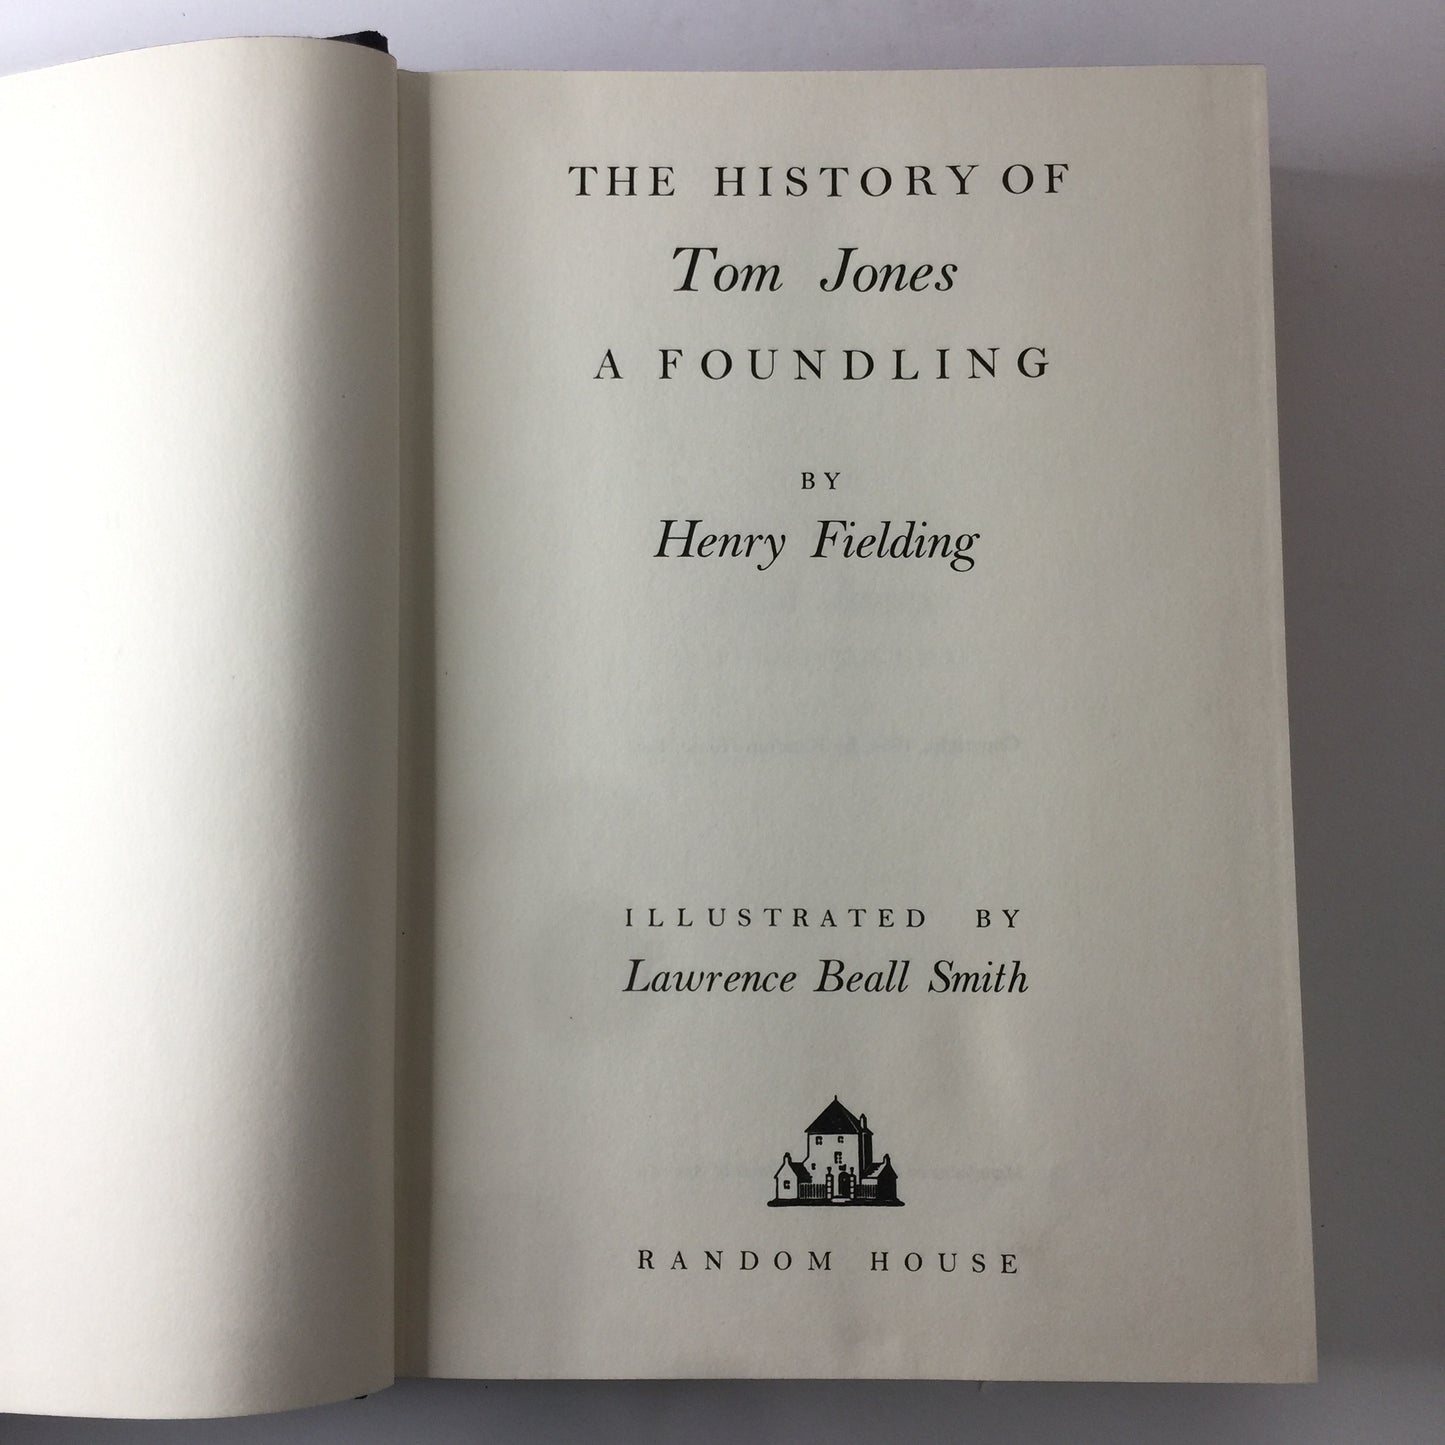 THE HISTORY OF
Tom Jones
A FOUNDLING
BY
Henry Fielding
ILLUSTRATED BY
Lawrence Beall Smith
RANDOM HOUSE